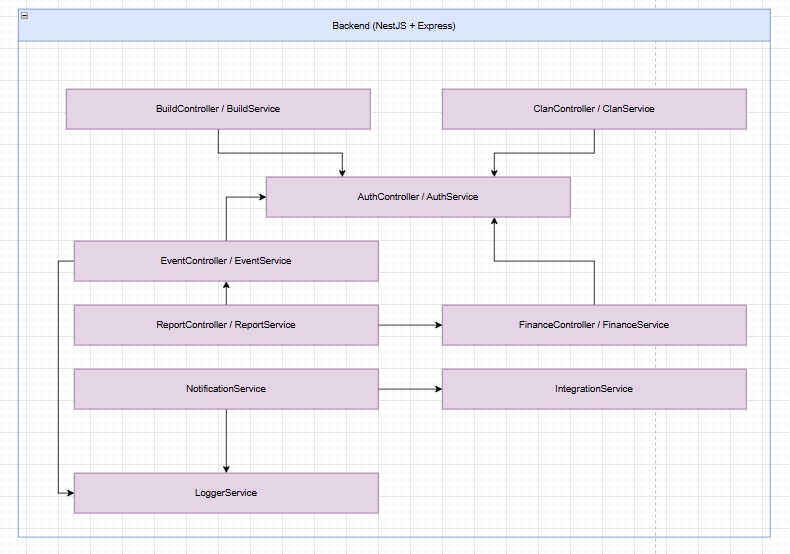 Backend (NestJS + Express)
BuildController / BuildService
ClanController / ClanService
AuthController / AuthService
EventController / EventService
ReportController / ReportService
FinanceController / FinanceService
NotificationService
IntegrationService
LoggerService